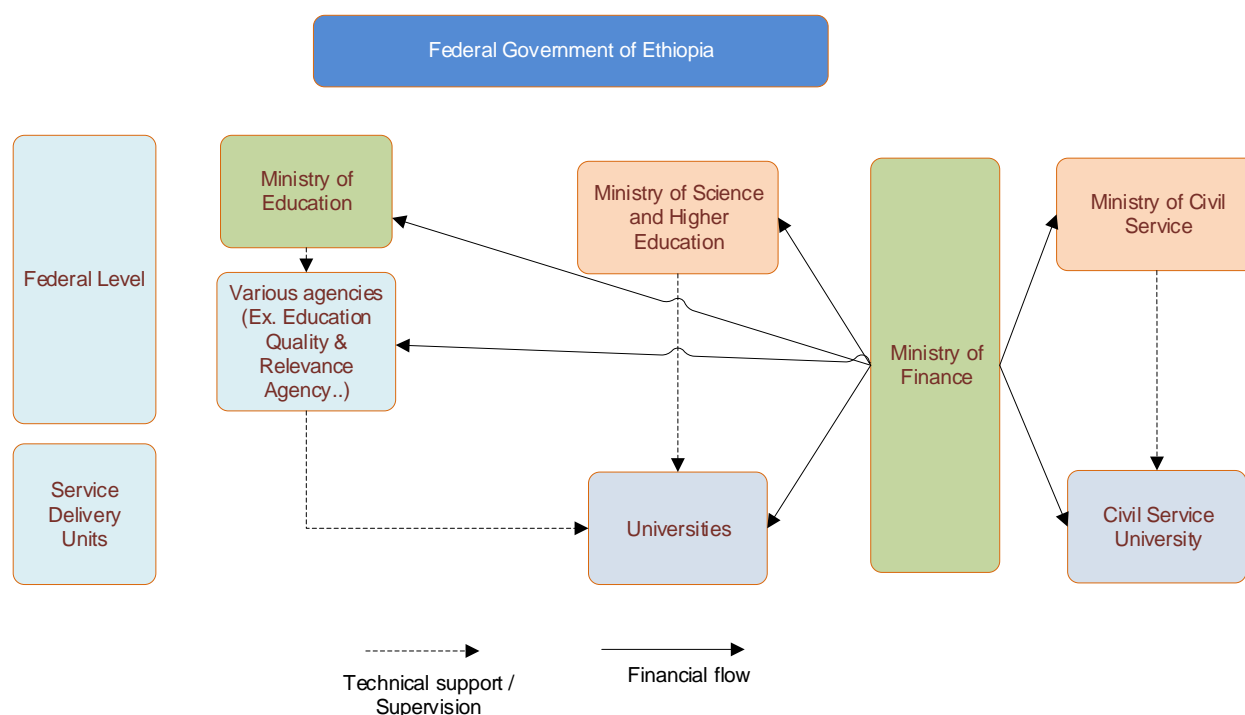 Federal Government of Ethiopia
Ministry of
Education
Ministry of Science
and Higher
Education
Ministry of Civil
Service
Federal Level
Various agencies
(Ex. Education
Quality &
Relevance
Agency..)
Ministry of
Finance
Service
Delivery
Units
Universities
Civil Service
University
Technical support /
Supervision
Financial flow